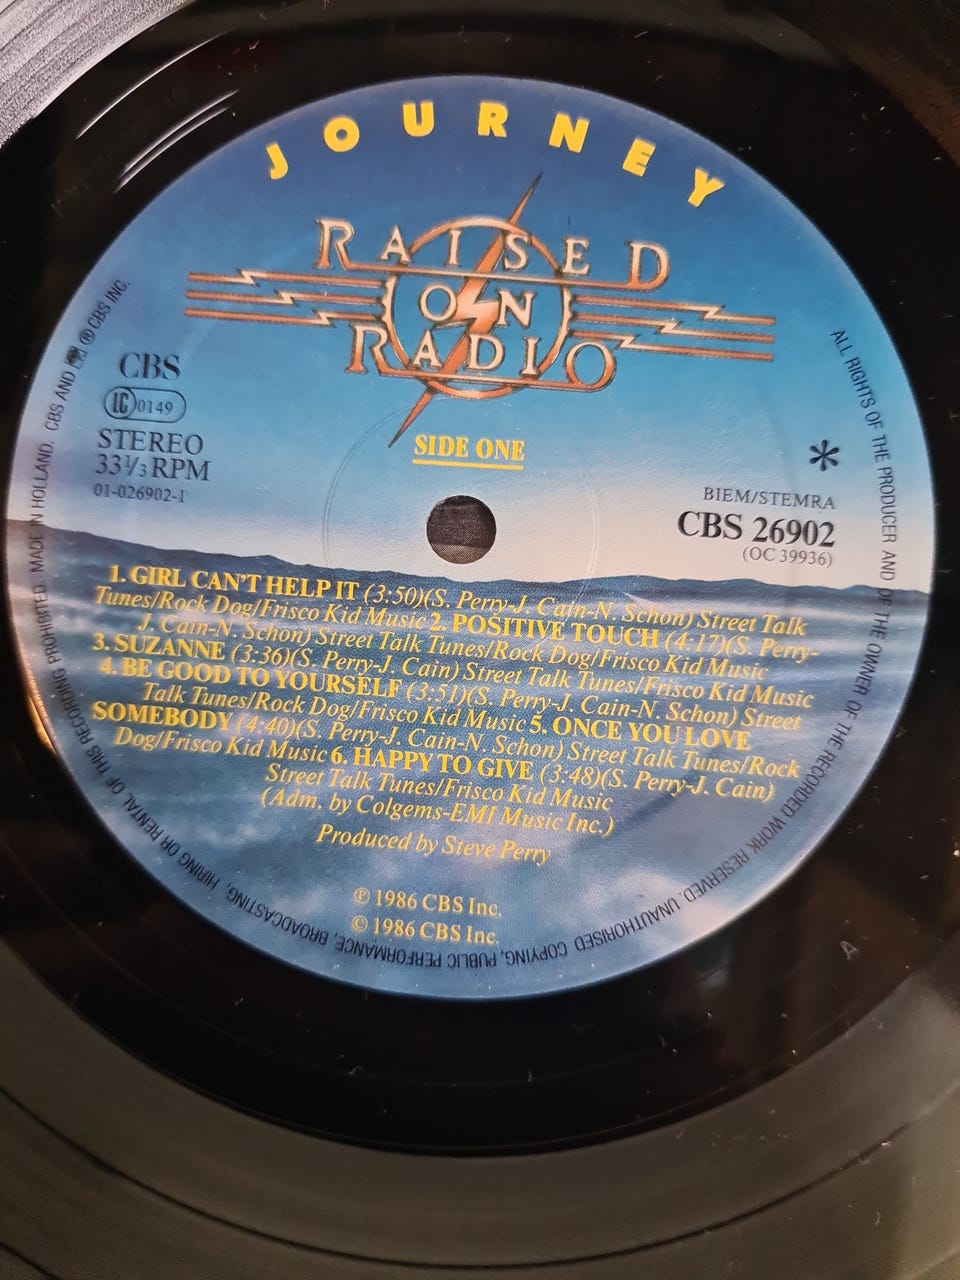 JOURNEY
RAISED
ON
RADIO
CBS
LC 0149
STEREO
33 1/3 RPM
01-026902-1
SIDE ONE
*
BIEM/STEMRA
CBS 26902
(OC 39936)
1. GIRL CAN'T HELP IT (3:50)(S. Perry-J. Cain-N. Schon) Street Talk
Tunes/Rock Dog/Frisco Kid Music 2. POSITIVE TOUCH (4:17)(S. Perry-
J. Cain-N. Schon) Street Talk Tunes/Rock Dog/Frisco Kid Music
3. SUZANNE (3:36)(S. Perry-J. Cain) Street Talk Tunes/Frisco Kid Music
4. BE GOOD TO YOURSELF (3:51)(S. Perry-J. Cain-N. Schon) Street
Talk Tunes/Rock Dog/Frisco Kid Music 5. ONCE YOU LOVE
SOMEBODY (4:40)(S. Perry-J. Cain-N. Schon) Street Talk Tunes/Rock
Dog/Frisco Kid Music 6. HAPPY TO GIVE (3:48)(S. Perry-J. Cain)
Street Talk Tunes/Frisco Kid Music
(Adm. by Colgems-EMI Music Inc.)
Produced by Steve Perry
℗ 1986 CBS Inc.
© 1986 CBS Inc.
ALL RIGHTS OF THE PRODUCER AND OF THE OWNER OF THE RECORDED WORK RESERVED. UNAUTHORISED COPYING, PUBLIC PERFORMANCE, BROADCASTING, HIRING OR RENTAL OF THIS RECORDING PROHIBITED. MADE IN HOLLAND. CBS AND ® CBS INC.